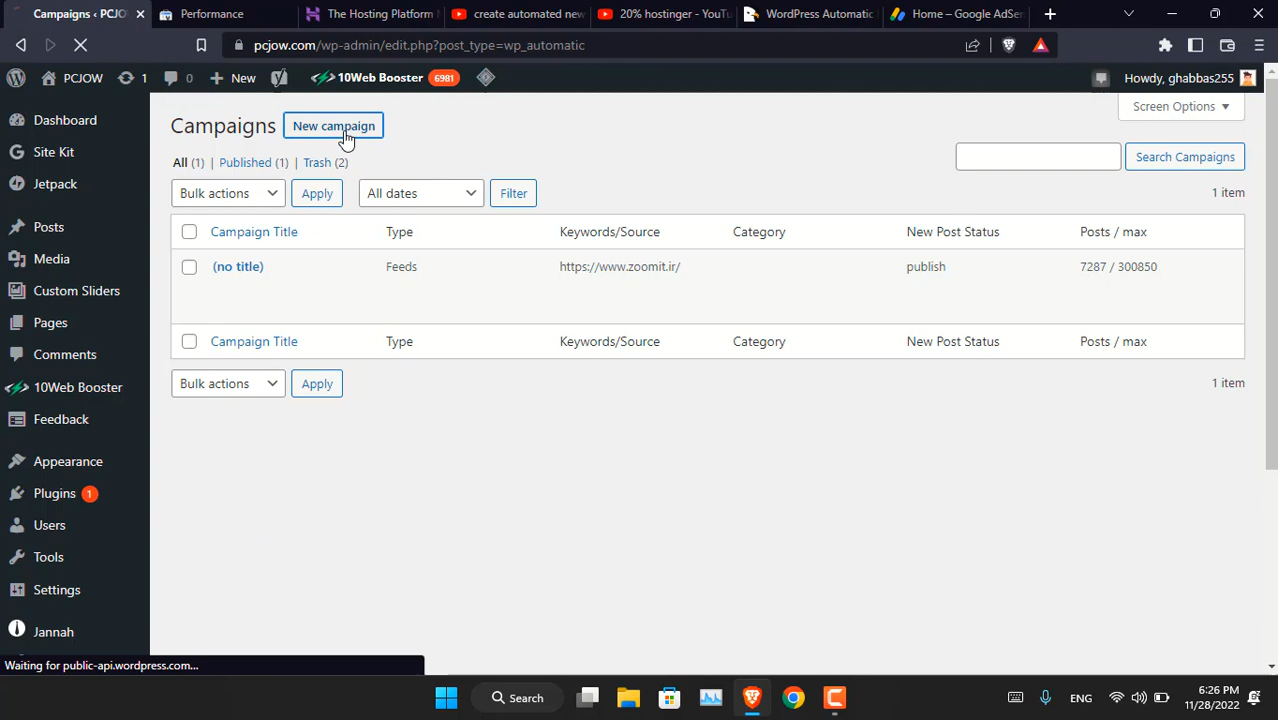 Campaigns ‹ PCJO
Performance
The Hosting Platform
create automated new
20% hostinger - YouTu
WordPress Automatic
Home – Google AdSen
pcjow.com/wp-admin/edit.php?post_type=wp_automatic
PCJOW 1 0 New 10Web Booster 6981 Howdy, ghabbas255
Dashboard
Site Kit
Jetpack
Posts
Media
Custom Sliders
Pages
Comments
10Web Booster
Feedback
Appearance
Plugins 1
Users
Tools
Settings
Jannah
Screen Options
Campaigns New campaign
All (1) | Published (1) | Trash (2)
Search Campaigns
Bulk actions Apply All dates Filter 1 item
Campaign Title Type Keywords/Source Category New Post Status Posts / max
(no title) Feeds https://www.zoomit.ir/ publish 7287 / 300850
Campaign Title Type Keywords/Source Category New Post Status Posts / max
Bulk actions Apply 1 item
Waiting for public-api.wordpress.com...
Search
ENG
6:26 PM
11/28/2022